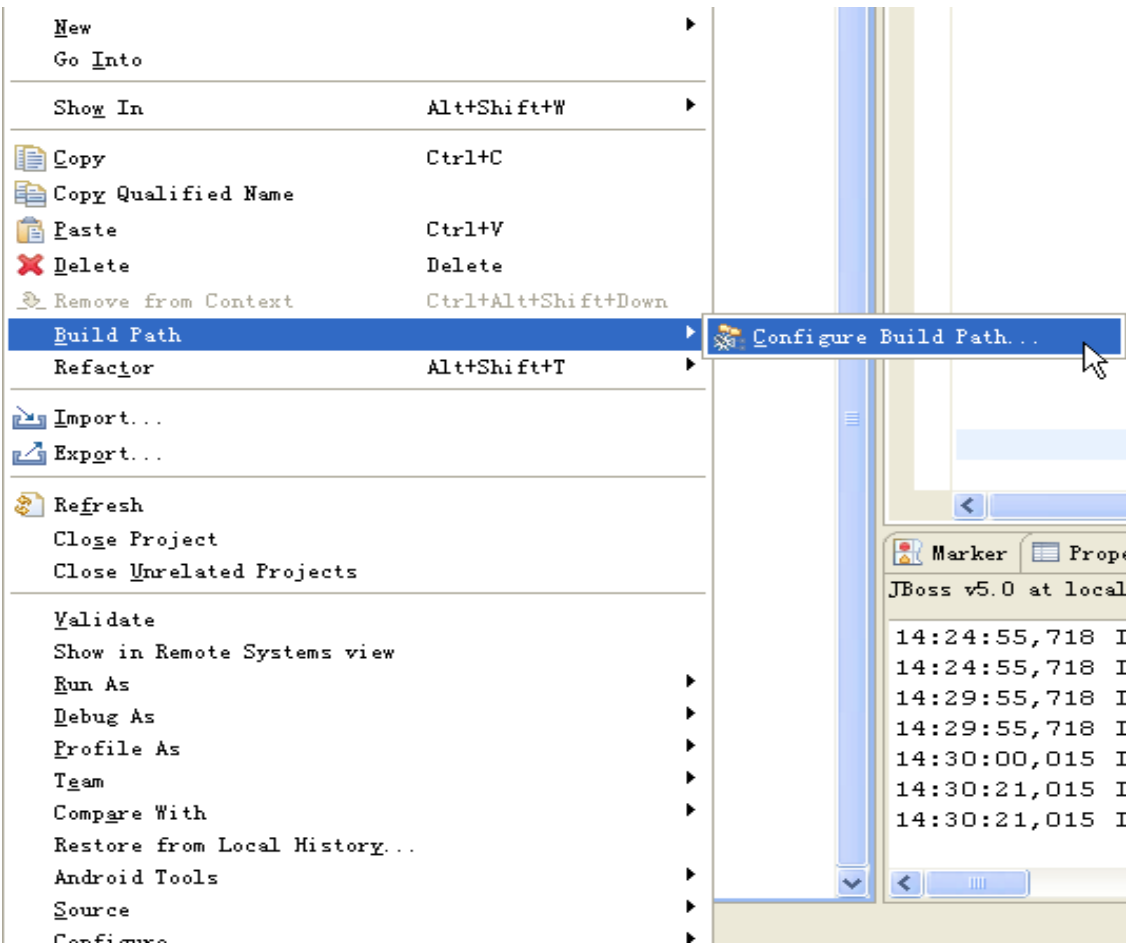 New
Go Into
Show In Alt+Shift+W
Copy Ctrl+C
Copy Qualified Name
Paste Ctrl+V
Delete Delete
Remove from Context Ctrl+Alt+Shift+Down
Build Path
Configure Build Path...
Refactor Alt+Shift+T
Import...
Export...
Refresh
Close Project
Close Unrelated Projects
Validate
Show in Remote Systems view
Run As
Debug As
Profile As
Team
Compare With
Restore from Local History...
Android Tools
Source
Configure
Marker Prope
JBoss v5.0 at local
14:24:55,718 I
14:24:55,718 I
14:29:55,718 I
14:29:55,718 I
14:30:00,015 I
14:30:21,015 I
14:30:21,015 I